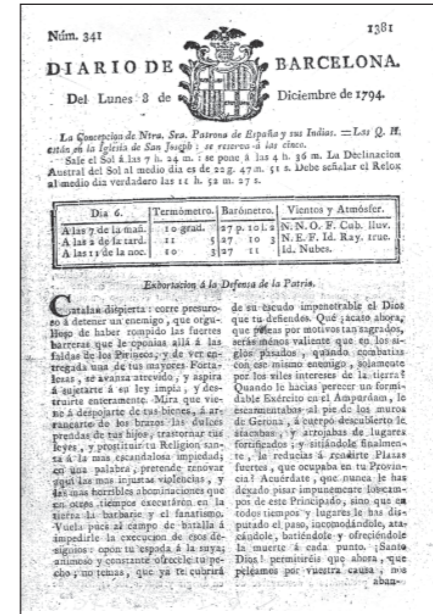 Núm. 341
1381
DIARIO DE BARCELONA.
Del Lunes 8 de Diciembre de 1794.
La Concepcion de Ntra. Sra. Patrona de España y sus Indias. = Las Q. H.
están en la Iglesia de San Joseph: se reserva á las cinco.
Sale el Sol á las 7 h. 24 m.: se pone á las 4 h. 36 m. La Declinacion
Austral del Sol al medio dia es de 22 g. 47 m. 51 s. Debe señalar el Relox
al medio dia verdadero las 11 h. 52 m. 27 s.
Dia 6. Termómetro. Barómetro. Vientos y Atmósfer.
A las 7 de la mañ. 10 grad. 27 p. 10 l. 2 N. N. O. F. Cub. lluv.
A las 2 de la tard. 11 5 27 10 3 N. E. F. Id. Ray. true.
A las 11 de la noc. 10 3 27 11 Id. Nubes.
Exhortacion á la Defensa de la Patria.
Catalan dispierta: corre presuro-
so á detener un enemigo, que orgu-
lloso de haber rompido las fuertes
barreras que le oponias allá á las
faldas de los Pirineos, y de ver en-
tregada una de tus mayores Forta-
lezas, se avansa atrevido, y aspira
á sujetarte á su ley impia, y des-
truirte enteramente. Mira que vie-
ne á despojarte de tus bienes, á ar-
rancarte de los brazos las dulces
prendas de tus hijos, trastornar tus
leyes, y prostituir tu Religion san-
ta á la mas escandalosa impiedad;
en una palabra, pretende renovar
aquí las mas injustas violencias, y
las mas horribles abominaciones que
en otros tiempos executáron en la
tierra la barbarie y el fanatismo.
Vuela pues al campo de batalla á
impedirle la execucion de esos de-
signios: opón tu espada á la suya;
animoso y constante ofrecele tu pe-
cho; no temas, que ya te cubrirá
de su escudo impenetrable el Dios
que tu defiendes. Qué ¿acaso ahora,
que peleas por motivos tan sagrados,
serás ménos valiente que en los si-
glos pasados, quando combatias
con ese mismo enemigo, solamente
por los viles intereses de la tierra?
Quando le hacias perecer un formi-
dable Exército en el Ampurdam, le
escarmentabas al pie de los muros
de Gerona, á cuerpo descubierto le
atacabas, y arrojabas de lugares
fortificados; y sitiándole finalmen-
te, le reducias á rendirte Plazas
fuertes, que ocupaba en tu Provin-
cia? Acuérdate, que nunca le has
dexado pisar impunemente los cam-
pos de este Principado, sino que en
todos tiempos y lugares le has dis-
putado el paso, incomodándole, ata-
cándole, batiéndole y ofreciéndole
la muerte á cada punto. ¡Santo
Dios! permitiréis que ahora, que
peleamos por vuestra causa, nos
aban-